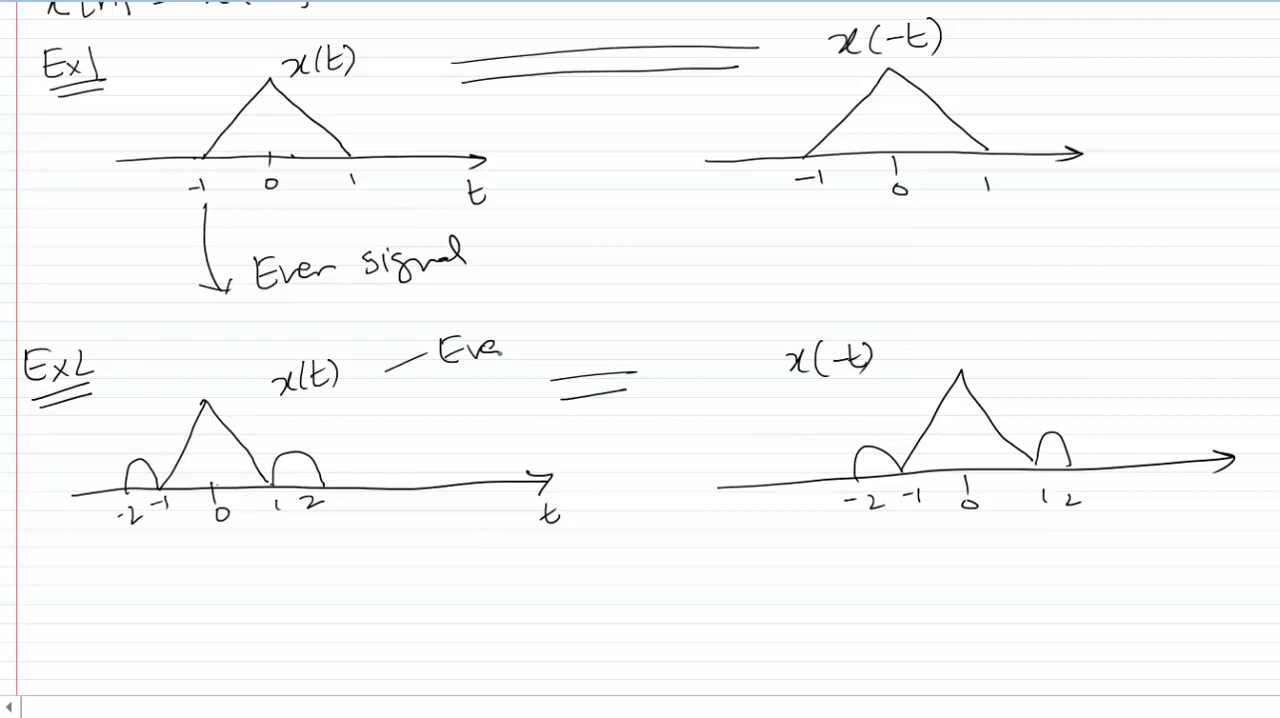 Ex1
x(t)
x(-t)
-1 0 1
t
-1 0 1
Even signal
Ex2
x(t) — Eve
x(-t)
-2 -1 0 1 2
t
-2 -1 0 1 2